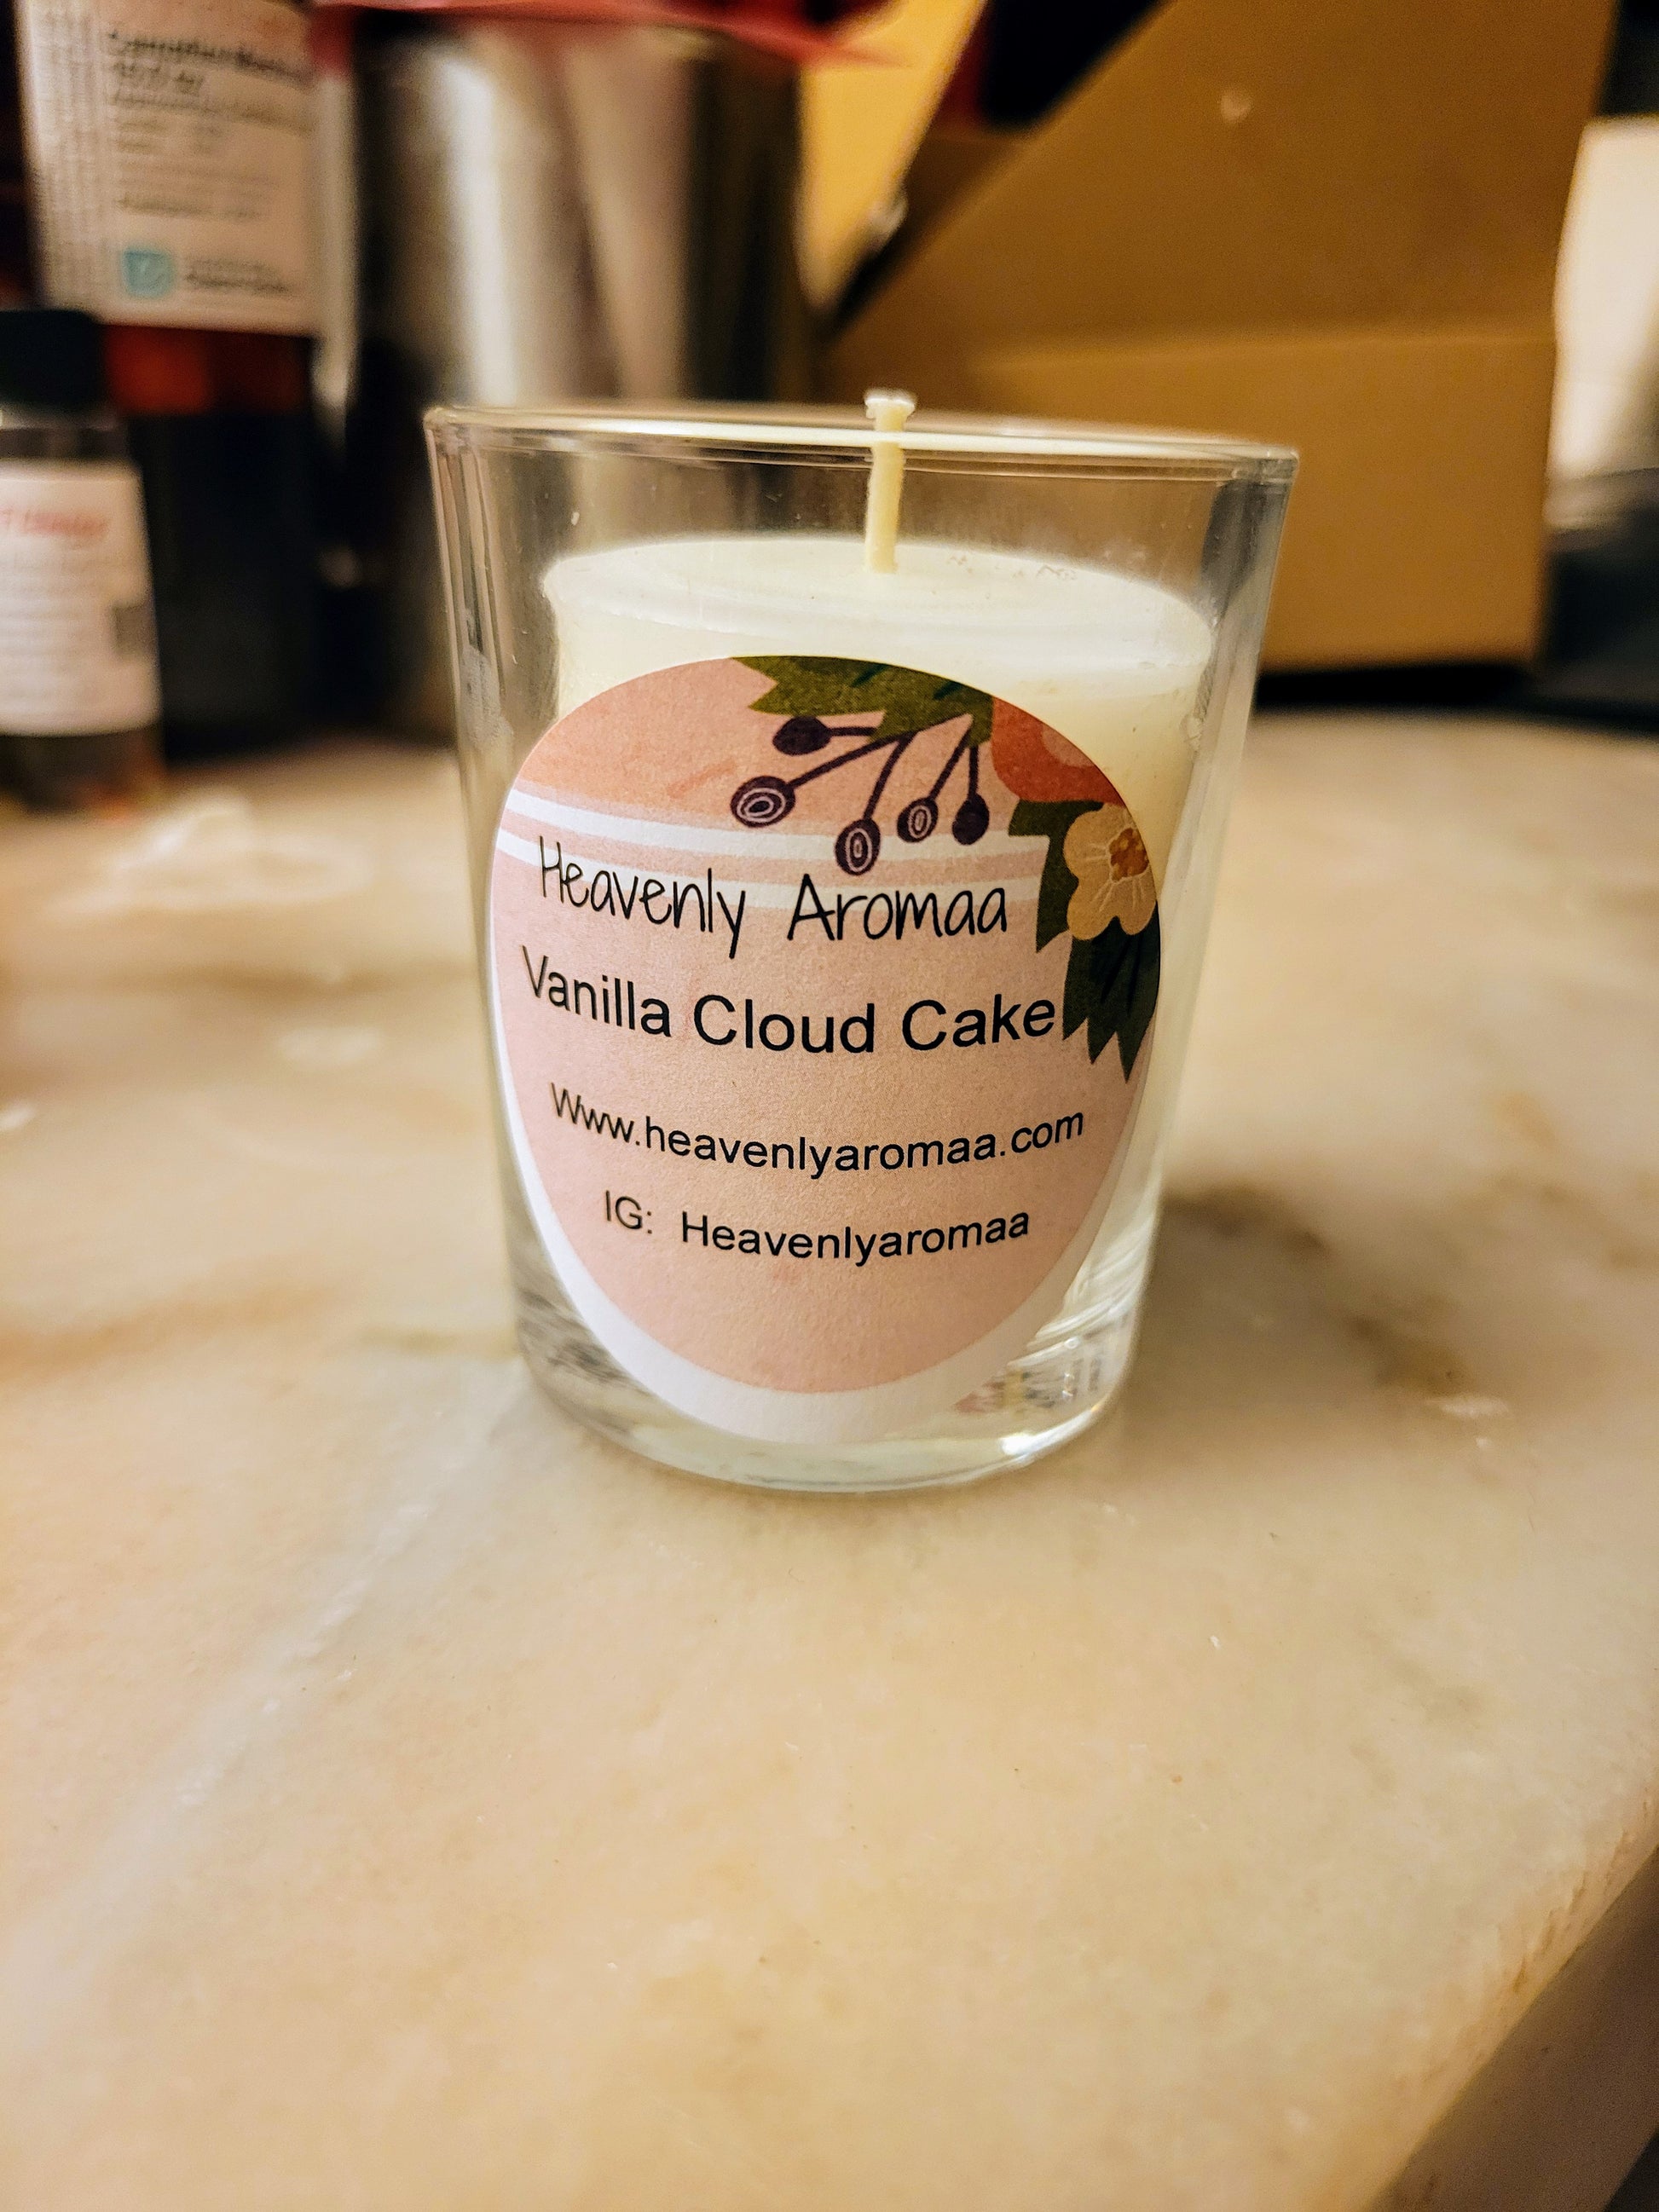 Heavenly Aromaa
Vanilla Cloud Cake
Www.heavenlyaromaa.com
IG: Heavenlyaromaa